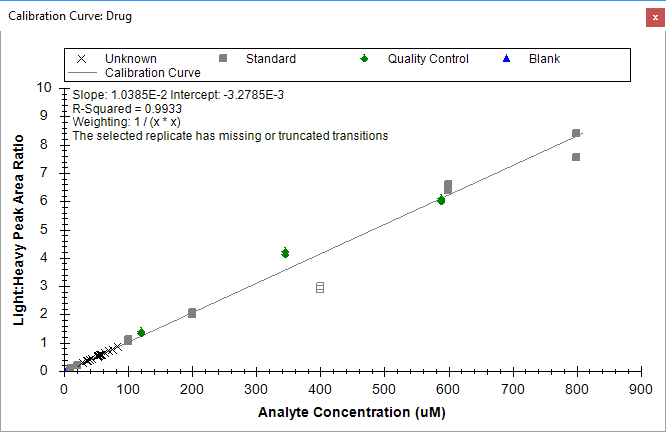 Calibration Curve: Drug
x
Unknown Standard Quality Control Blank
Calibration Curve
Slope: 1.0385E-2 Intercept: -3.2785E-3
R-Squared = 0.9933
Weighting: 1 / (x * x)
The selected replicate has missing or truncated transitions
Light:Heavy Peak Area Ratio
10
9
8
7
6
5
4
3
2
1
0
0 100 200 300 400 500 600 700 800 900
Analyte Concentration (uM)